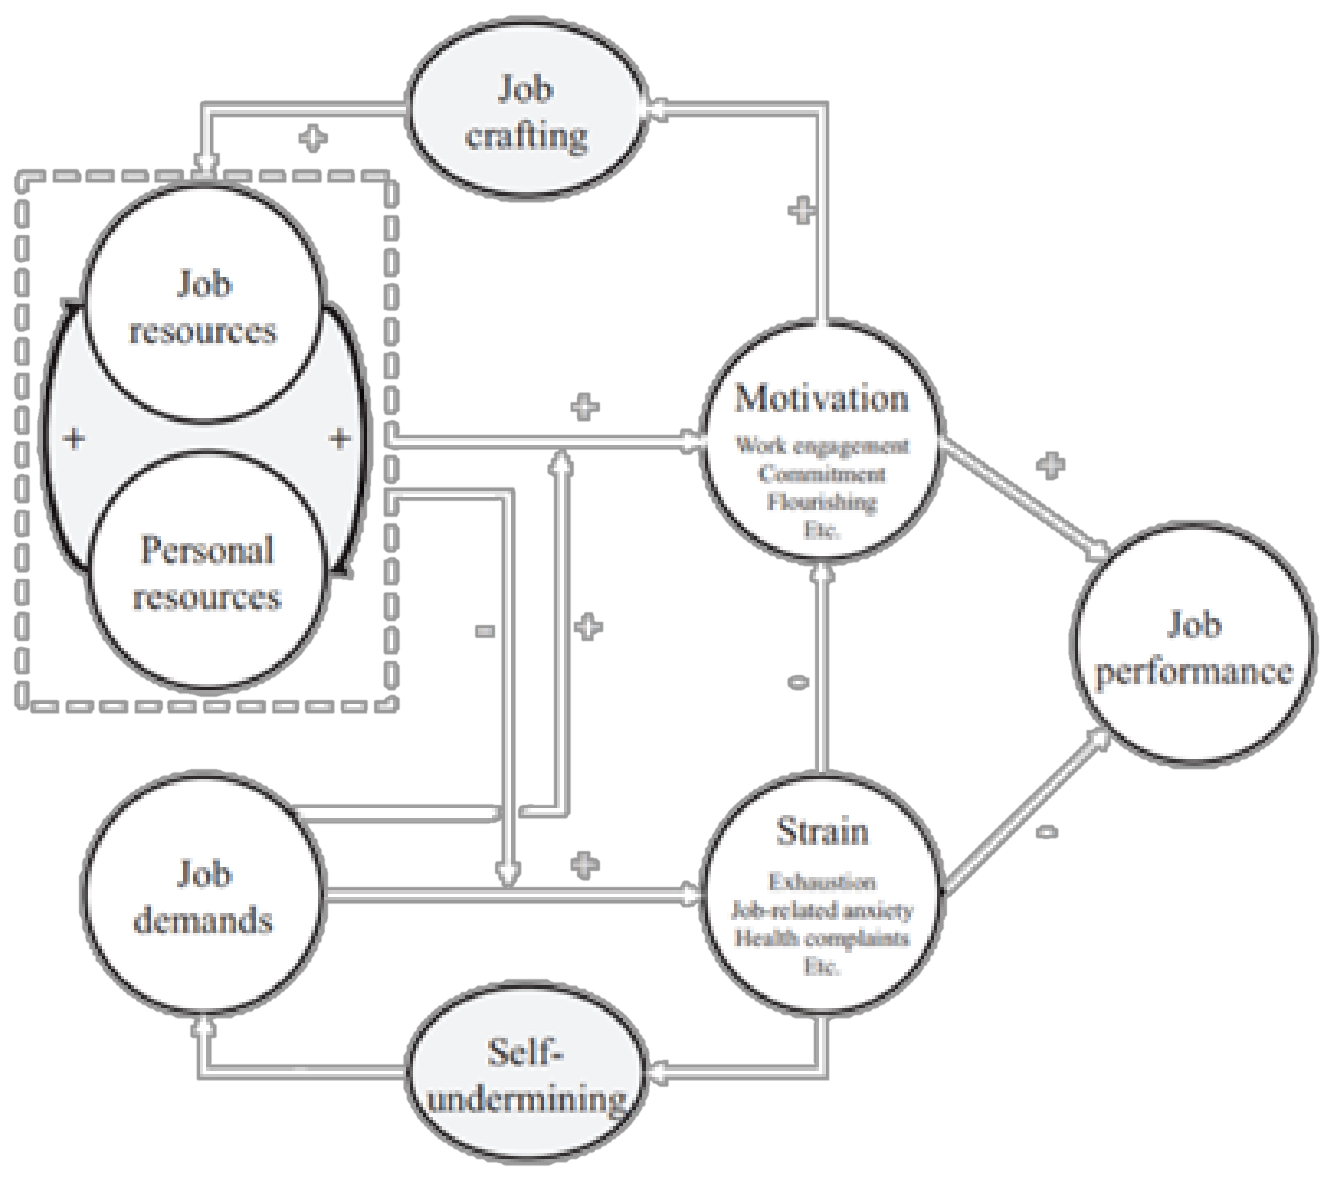 Job
crafting
+
+
Job
resources
+
+
+
Personal
resources
Motivation
Work engagement
Commitment
Flourishing
Etc.
+
-
+
-
Job
performance
Job
demands
+
Strain
Exhaustion
Job-related anxiety
Health complaints
Etc.
-
Self-
undermining